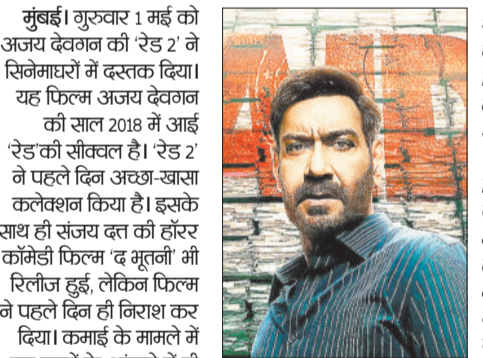 मुंबई। गुरुवार 1 मई को
अजय देवगन की ‘रेड 2’ ने
सिनेमाघरों में दस्तक दिया।
यह फिल्म अजय देवगन
की साल 2018 में आई
‘रेड’की सीक्वल है। ‘रेड 2’
ने पहले दिन अच्छा-खासा
कलेक्शन किया है। इसके
साथ ही संजय दत्त की हॉरर
कॉमेडी फिल्म ‘द भूतनी’ भी
रिलीज हुई, लेकिन फिल्म
ने पहले दिन ही निराश कर
दिया। कमाई के मामले में